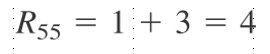 R₅₅ = 1 + 3 = 4